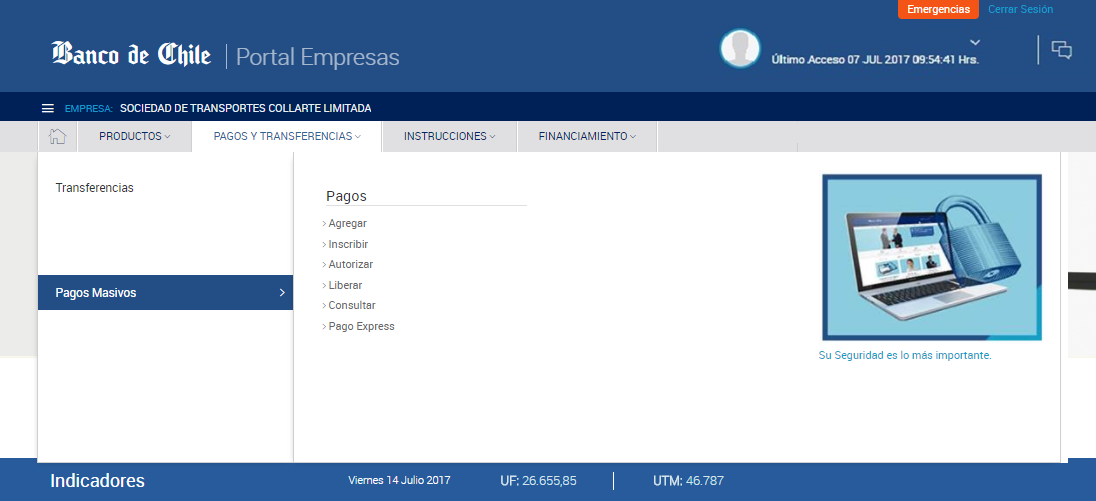 Emergencias Cerrar Sesión
Banco de Chile | Portal Empresas
Último Acceso 07 JUL 2017 09:54:41 Hrs.
EMPRESA: SOCIEDAD DE TRANSPORTES COLLARTE LIMITADA
PRODUCTOS PAGOS Y TRANSFERENCIAS INSTRUCCIONES FINANCIAMIENTO
Transferencias
Pagos Masivos
Pagos
Agregar
Inscribir
Autorizar
Liberar
Consultar
Pago Express
Su Seguridad es lo más importante.
Indicadores Viernes 14 Julio 2017 UF: 26.655,85 UTM: 46.787